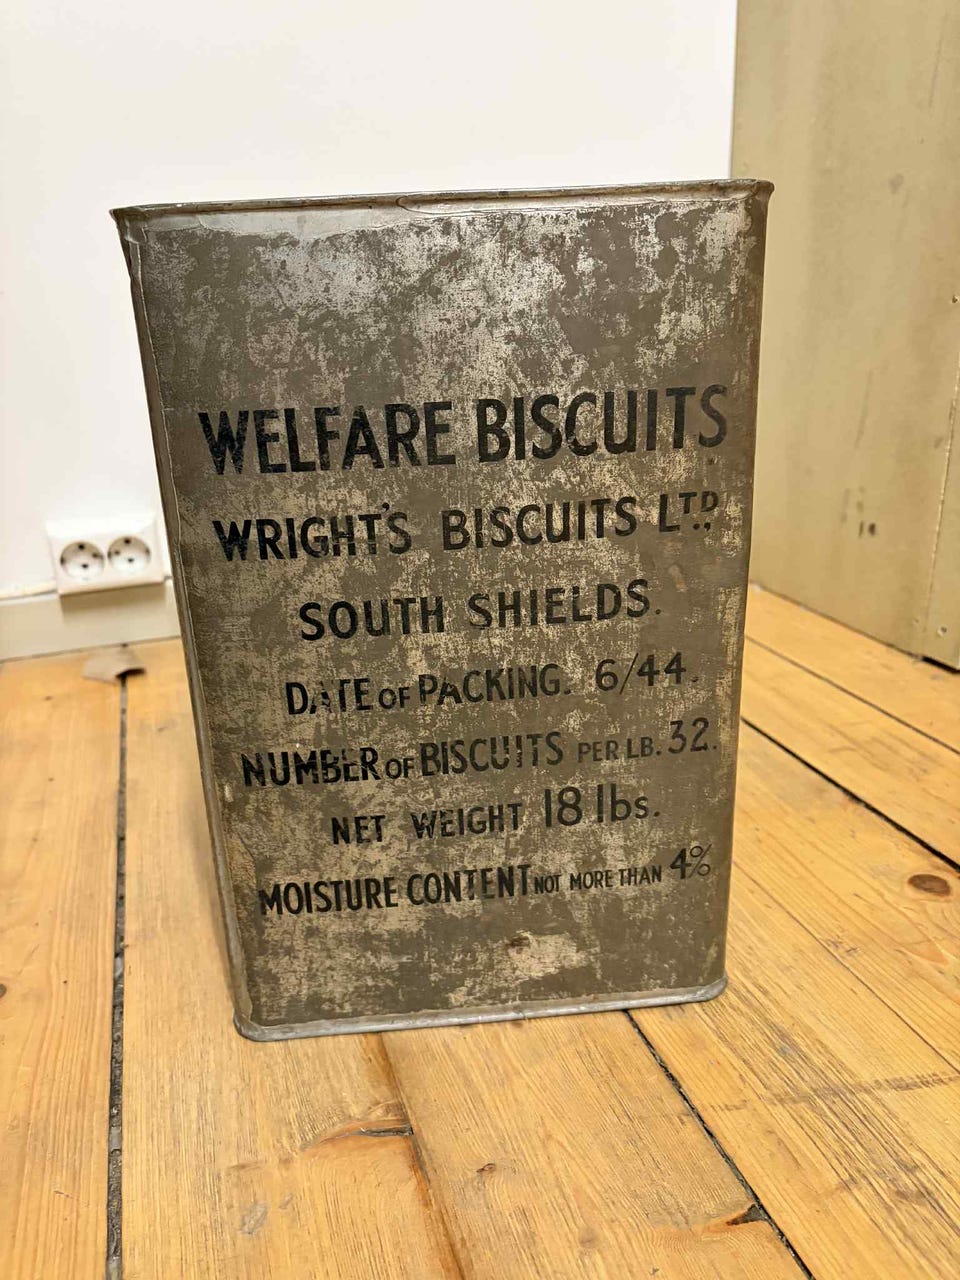 WELFARE BISCUITS
WRIGHT'S BISCUITS LTD.,
SOUTH SHIELDS.
DATE OF PACKING. 6/44.
NUMBER OF BISCUITS PER LB. 32.
NET WEIGHT 18 lbs.
MOISTURE CONTENT NOT MORE THAN 4%